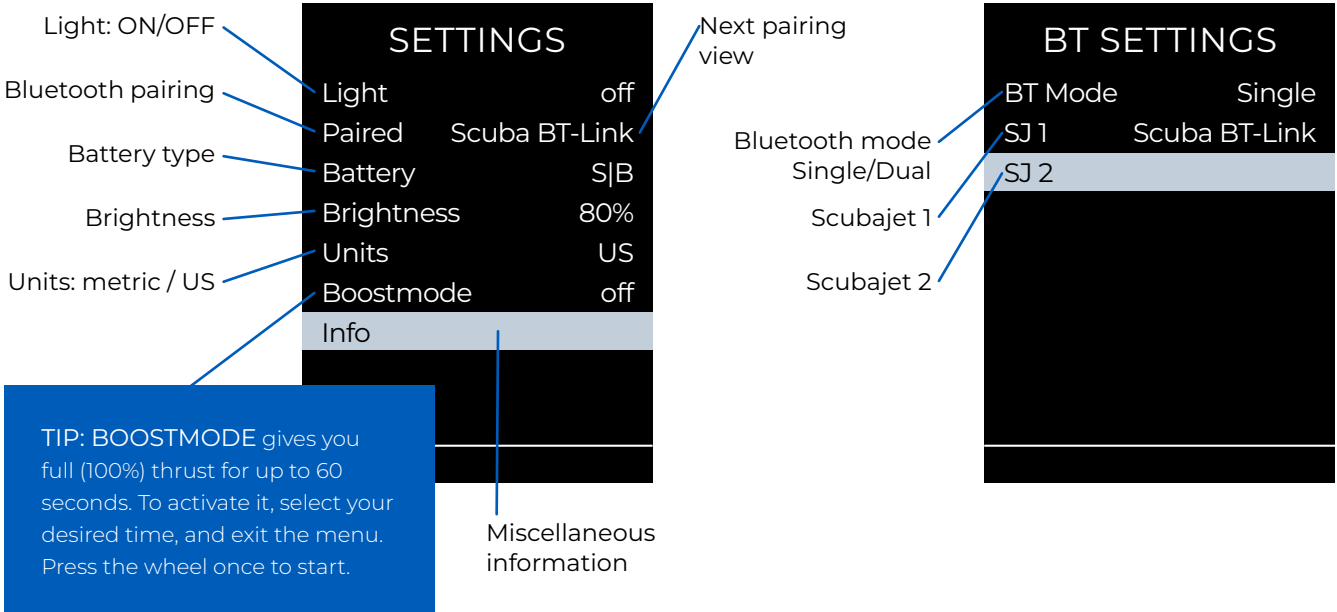 Light: ON/OFF
Bluetooth pairing
Battery type
Brightness
Units: metric / US
SETTINGS
Light off
Paired Scuba BT-Link
Battery S|B
Brightness 80%
Units US
Boostmode off
Info
TIP: BOOSTMODE gives you
full (100%) thrust for up to 60
seconds. To activate it, select your
desired time, and exit the menu.
Press the wheel once to start.
Miscellaneous
information
Next pairing
view
Bluetooth mode
Single/Dual
Scubajet 1
Scubajet 2
BT SETTINGS
BT Mode Single
SJ 1 Scuba BT-Link
SJ 2